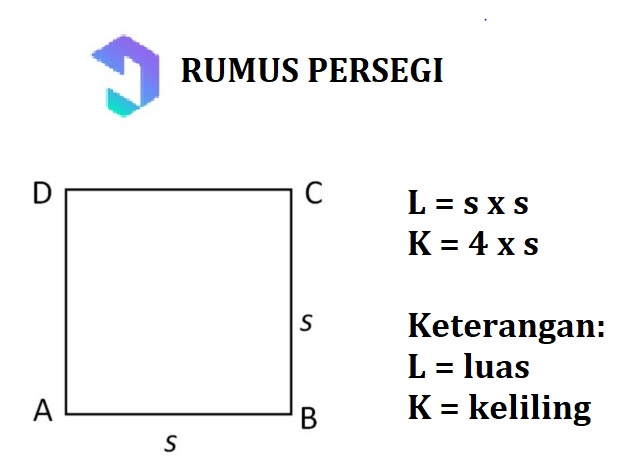 RUMUS PERSEGI
D
C
L = s x s
K = 4 x s
s
Keterangan:
L = luas
A
B
K = keliling
s